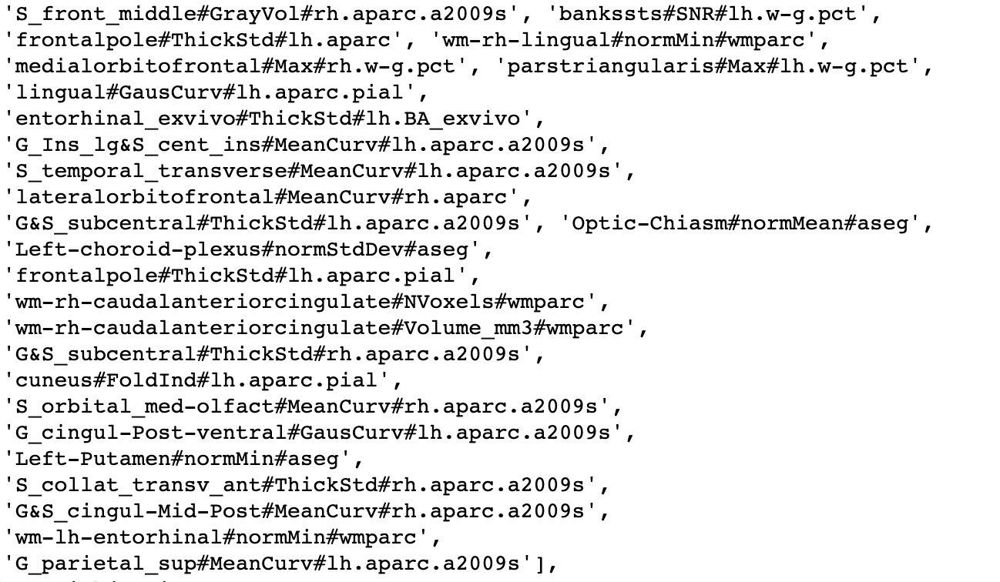 'S_front_middle#GrayVol#rh.aparc.a2009s', 'bankssts#SNR#lh.w-g.pct',
'frontalpole#ThickStd#lh.aparc', 'wm-rh-lingual#normMin#wmparc',
'medialorbitofrontal#Max#rh.w-g.pct', 'parstriangularis#Max#lh.w-g.pct',
'lingual#GausCurv#lh.aparc.pial',
'entorhinal_exvivo#ThickStd#lh.BA_exvivo',
'G_Ins_lg&S_cent_ins#MeanCurv#lh.aparc.a2009s',
'S_temporal_transverse#MeanCurv#lh.aparc.a2009s',
'lateralorbitofrontal#MeanCurv#rh.aparc',
'G&S_subcentral#ThickStd#lh.aparc.a2009s', 'Optic-Chiasm#normMean#aseg',
'Left-choroid-plexus#normStdDev#aseg',
'frontalpole#ThickStd#lh.aparc.pial',
'wm-rh-caudalanteriorcingulate#NVoxels#wmparc',
'wm-rh-caudalanteriorcingulate#Volume_mm3#wmparc',
'G&S_subcentral#ThickStd#rh.aparc.a2009s',
'cuneus#FoldInd#lh.aparc.pial',
'S_orbital_med-olfact#MeanCurv#rh.aparc.a2009s',
'G_cingul-Post-ventral#GausCurv#lh.aparc.a2009s',
'Left-Putamen#normMin#aseg',
'S_collat_transv_ant#ThickStd#rh.aparc.a2009s',
'G&S_cingul-Mid-Post#MeanCurv#rh.aparc.a2009s',
'wm-lh-entorhinal#normMin#wmparc',
'G_parietal_sup#MeanCurv#lh.aparc.a2009s'],